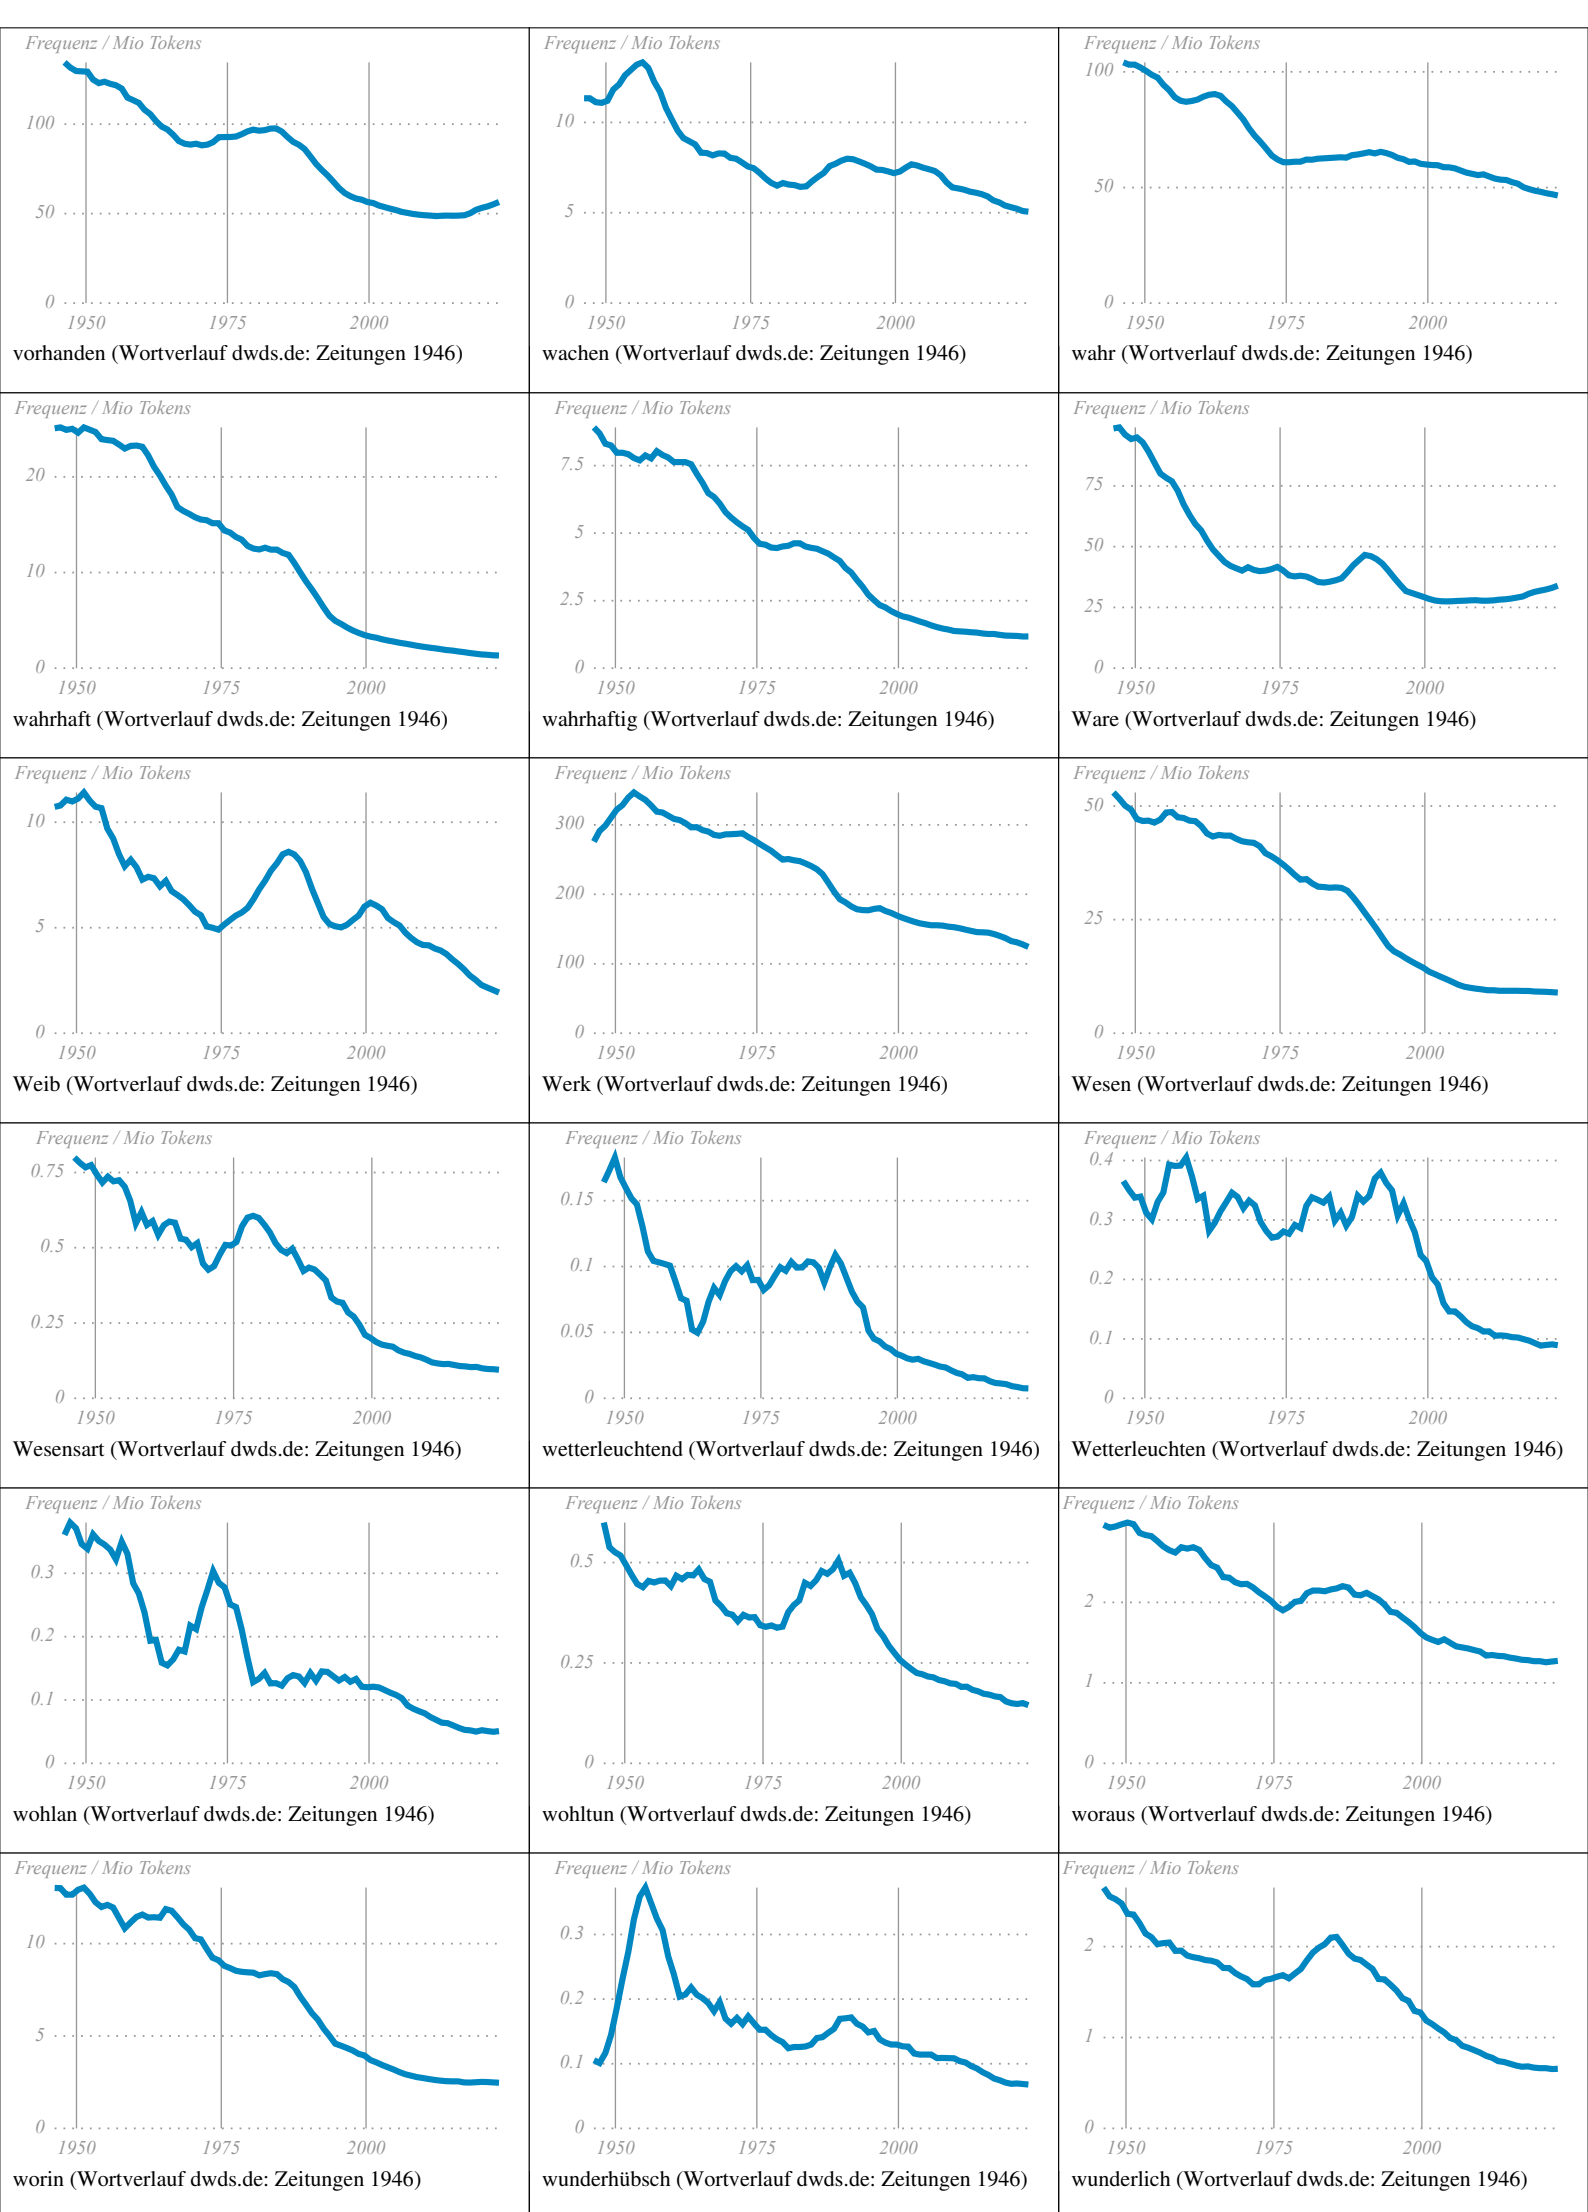 Frequenz / Mio Tokens
100
50
0
1950 1975 2000
vorhanden (Wortverlauf dwds.de: Zeitungen 1946)
Frequenz / Mio Tokens
10
5
0
1950 1975 2000
wachen (Wortverlauf dwds.de: Zeitungen 1946)
Frequenz / Mio Tokens
100
50
0
1950 1975 2000
wahr (Wortverlauf dwds.de: Zeitungen 1946)
Frequenz / Mio Tokens
20
10
0
1950 1975 2000
wahrhaft (Wortverlauf dwds.de: Zeitungen 1946)
Frequenz / Mio Tokens
7.5
5
2.5
0
1950 1975 2000
wahrhaftig (Wortverlauf dwds.de: Zeitungen 1946)
Frequenz / Mio Tokens
75
50
25
0
1950 1975 2000
Ware (Wortverlauf dwds.de: Zeitungen 1946)
Frequenz / Mio Tokens
10
5
0
1950 1975 2000
Weib (Wortverlauf dwds.de: Zeitungen 1946)
Frequenz / Mio Tokens
300
200
100
0
1950 1975 2000
Werk (Wortverlauf dwds.de: Zeitungen 1946)
Frequenz / Mio Tokens
50
25
0
1950 1975 2000
Wesen (Wortverlauf dwds.de: Zeitungen 1946)
Frequenz / Mio Tokens
0.75
0.5
0.25
0
1950 1975 2000
Wesensart (Wortverlauf dwds.de: Zeitungen 1946)
Frequenz / Mio Tokens
0.15
0.1
0.05
0
1950 1975 2000
wetterleuchtend (Wortverlauf dwds.de: Zeitungen 1946)
Frequenz / Mio Tokens
0.4
0.3
0.2
0.1
0
1950 1975 2000
Wetterleuchten (Wortverlauf dwds.de: Zeitungen 1946)
Frequenz / Mio Tokens
0.3
0.2
0.1
0
1950 1975 2000
wohlan (Wortverlauf dwds.de: Zeitungen 1946)
Frequenz / Mio Tokens
0.5
0.25
0
1950 1975 2000
wohltun (Wortverlauf dwds.de: Zeitungen 1946)
Frequenz / Mio Tokens
2
1
0
1950 1975 2000
woraus (Wortverlauf dwds.de: Zeitungen 1946)
Frequenz / Mio Tokens
10
5
0
1950 1975 2000
worin (Wortverlauf dwds.de: Zeitungen 1946)
Frequenz / Mio Tokens
0.3
0.2
0.1
0
1950 1975 2000
wunderhübsch (Wortverlauf dwds.de: Zeitungen 1946)
Frequenz / Mio Tokens
2
1
0
1950 1975 2000
wunderlich (Wortverlauf dwds.de: Zeitungen 1946)